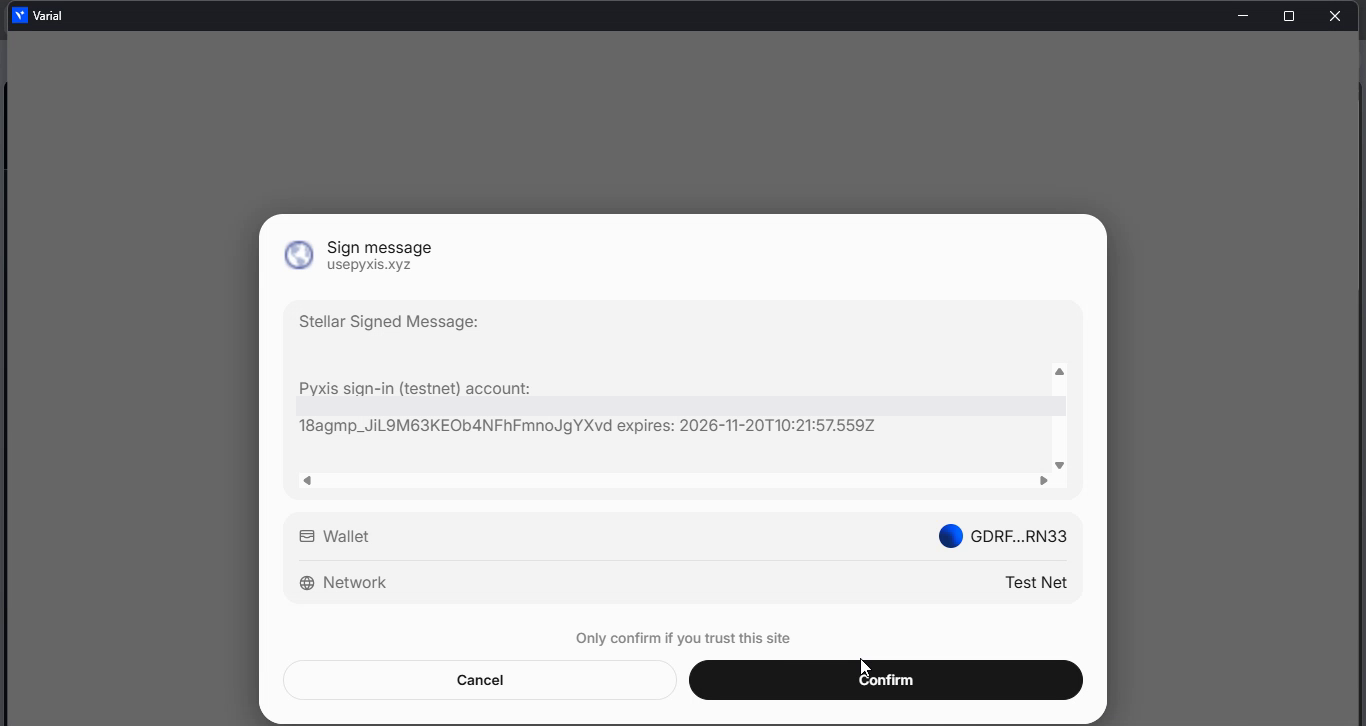 Varial
Sign message
usepyxis.xyz
Stellar Signed Message:
Pyxis sign-in (testnet) account:
18agmp_JiL9M63KEOb4NFhFmnoJgYXvd expires: 2026-11-20T10:21:57.559Z
Wallet
GDRF...RN33
Network
Test Net
Only confirm if you trust this site
Cancel
Confirm